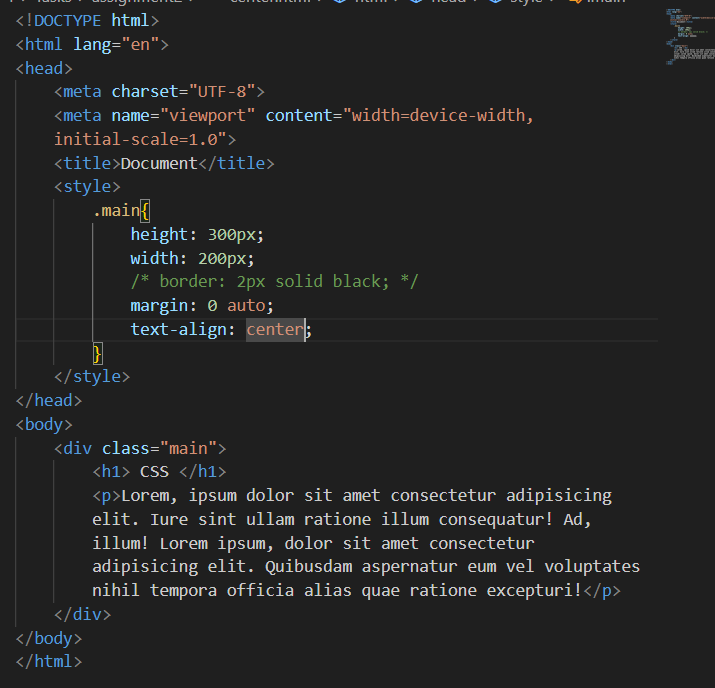 <!DOCTYPE html>
<html lang="en">
<head>
    <meta charset="UTF-8">
    <meta name="viewport" content="width=device-width,
    initial-scale=1.0">
    <title>Document</title>
    <style>
        .main{
            height: 300px;
            width: 200px;
            /* border: 2px solid black; */
            margin: 0 auto;
            text-align: center;
        }
    </style>
</head>
<body>
    <div class="main">
        <h1> CSS </h1>
        <p>Lorem, ipsum dolor sit amet consectetur adipisicing
        elit. Iure sint ullam ratione illum consequatur! Ad,
        illum! Lorem ipsum, dolor sit amet consectetur
        adipisicing elit. Quibusdam aspernatur eum vel voluptates
        nihil tempora officia alias quae ratione excepturi!</p>
    </div>
</body>
</html>